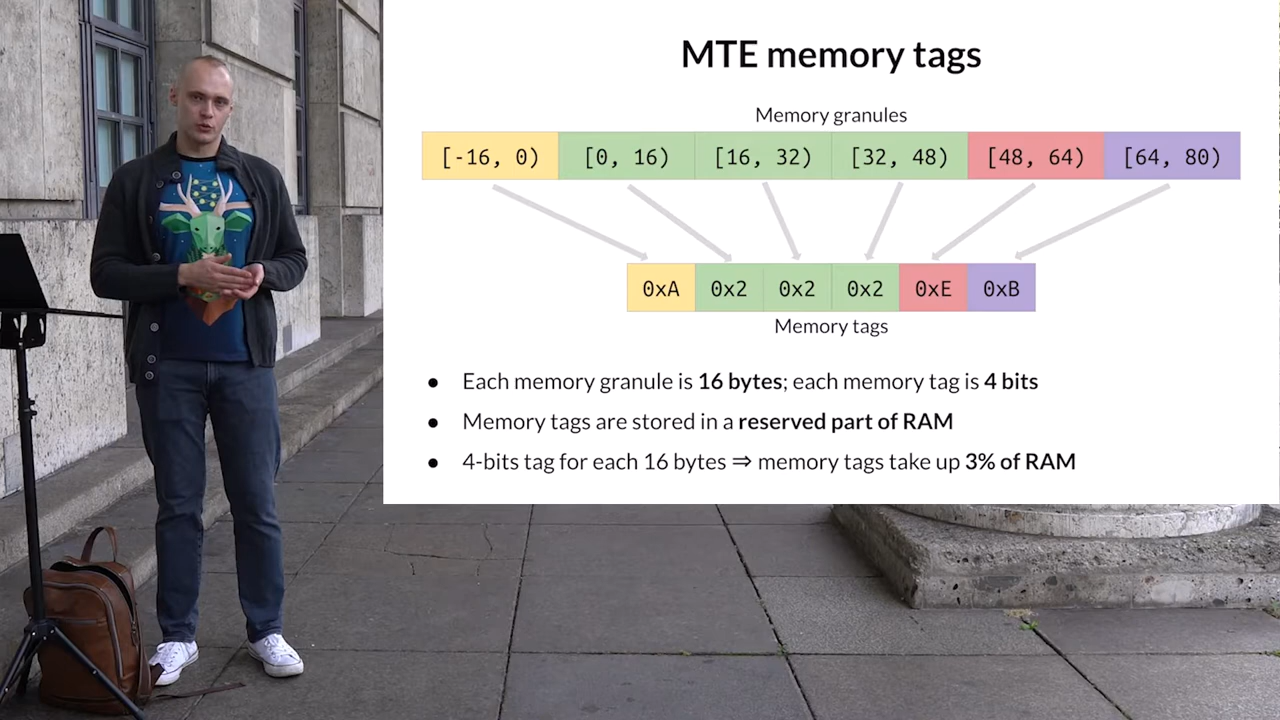 MTE memory tags
Memory granules
[-16, 0) [0, 16) [16, 32) [32, 48) [48, 64) [64, 80)
0xA 0x2 0x2 0x2 0xE 0xB
Memory tags
● Each memory granule is 16 bytes; each memory tag is 4 bits
● Memory tags are stored in a reserved part of RAM
● 4-bits tag for each 16 bytes ⇒ memory tags take up 3% of RAM